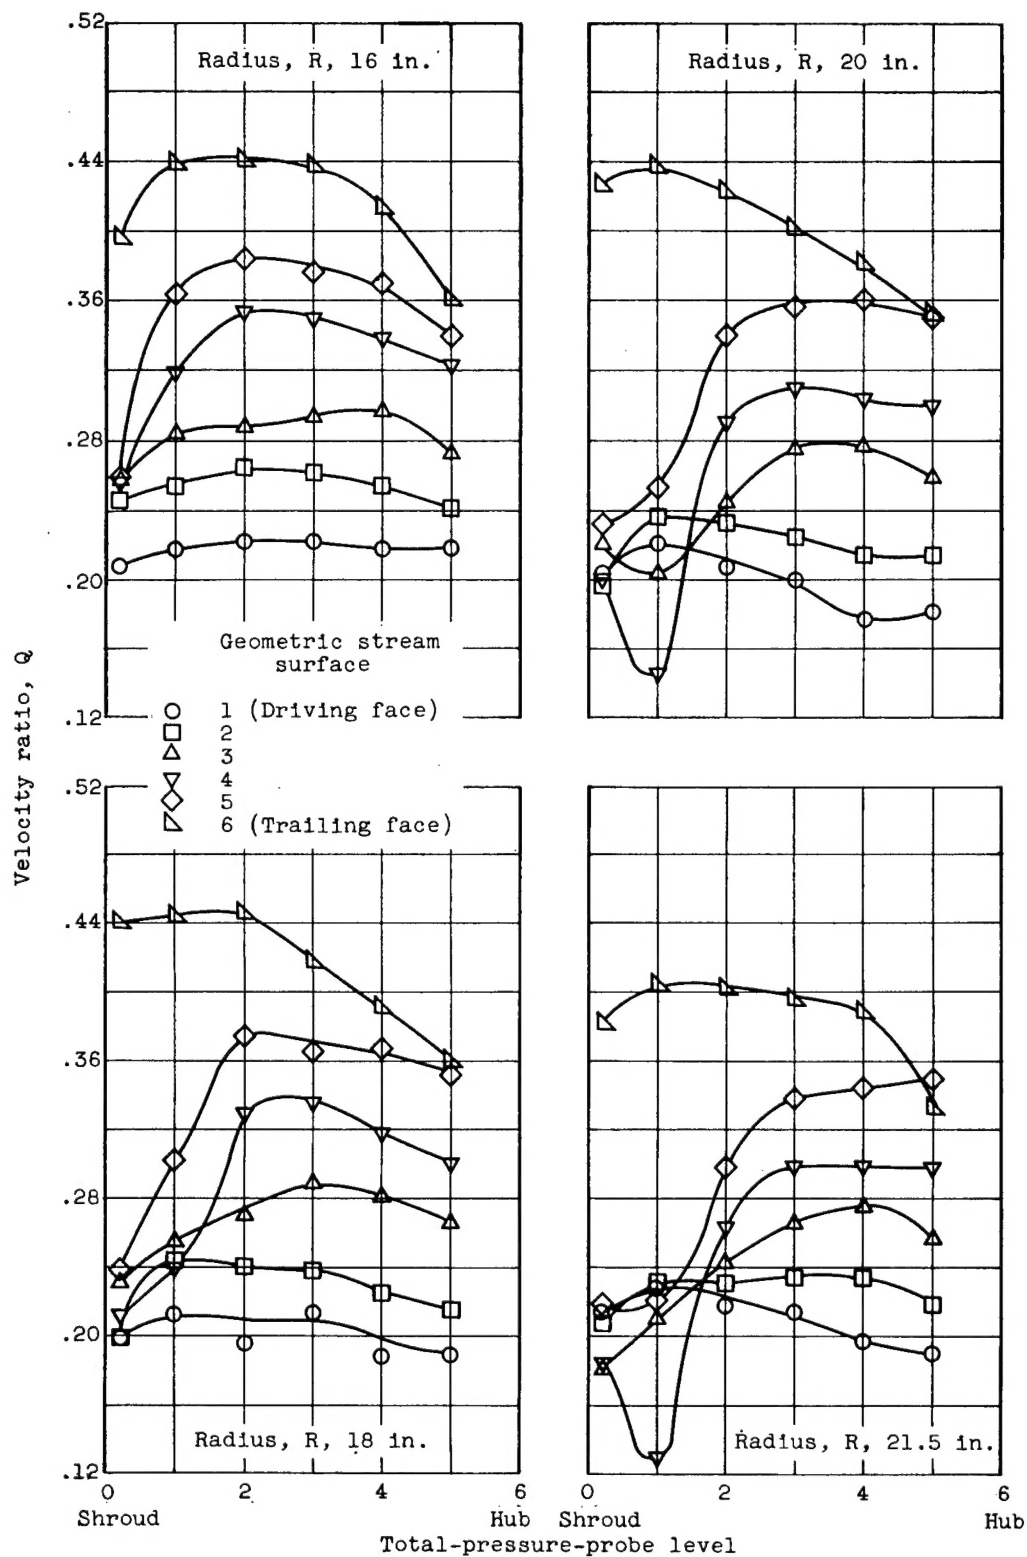 .52
.44
.36
.28
.20
.12
Radius, R, 16 in.
Radius, R, 20 in.
Geometric stream
surface
1 (Driving face)
2
3
4
5
6 (Trailing face)
Velocity ratio, Q
.52
.44
.36
.28
.20
.12
Radius, R, 18 in.
Radius, R, 21.5 in.
0 2 4 6 0 2 4 6
Shroud Hub Shroud Hub
Total-pressure-probe level